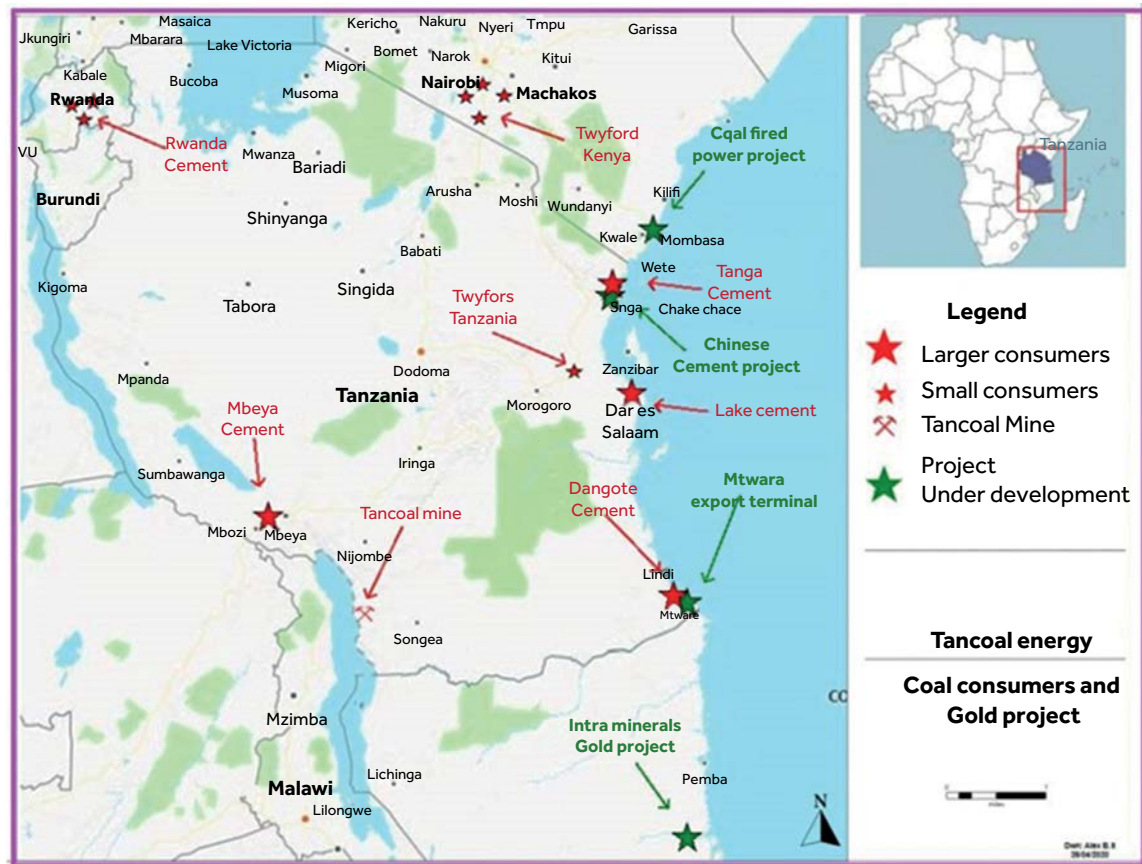 Masaica
Jkungiri
Mbarara
Lake Victoria
Kericho
Nakuru
Nyeri
Tmpu
Garissa
Bomet
Narok
Kitui
Migori
Kabale
Bucoba
Musoma
Nairobi
Machakos
Rwanda
Rwanda
Cement
Twyford
Kenya
Cqal fired
power project
Tanzania
VU
Mwanza
Bariadi
Burundi
Arusha
Moshi
Wundanyi
Kilifi
Shinyanga
Babati
Kwale
Mombasa
Kigoma
Tabora
Singida
Wete
Tanga
Cement
Twyfors
Tanzania
Snga
Chake chace
Chinese
Cement project
Mpanda
Dodoma
Zanzibar
Tanzania
Morogoro
Dar es
Salaam
Lake cement
Mbeya
Cement
Sumbawanga
Iringa
Dangote
Cement
Mtwara
export terminal
Tancoal mine
Mbozi
Mbeya
Nijombe
Lindi
Mtware
Songea
Mzimba
Intra minerals
Gold project
Pemba
Malawi
Lichinga
Lilongwe
N
CO
Legend
Larger consumers
Small consumers
Tancoal Mine
Project
Under development
Tancoal energy
Coal consumers and
Gold project